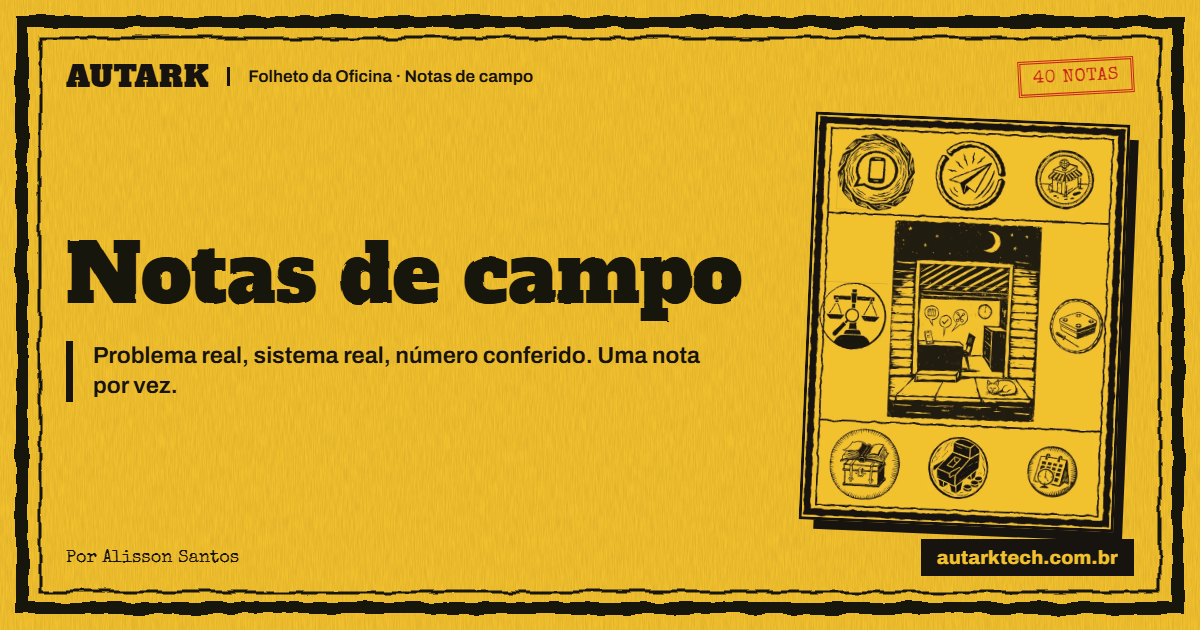 AUTARK
Folheto da Oficina · Notas de campo
40 NOTAS
Notas de campo
Problema real, sistema real, número conferido. Uma nota
por vez.
Por Alisson Santos
autarktech.com.br